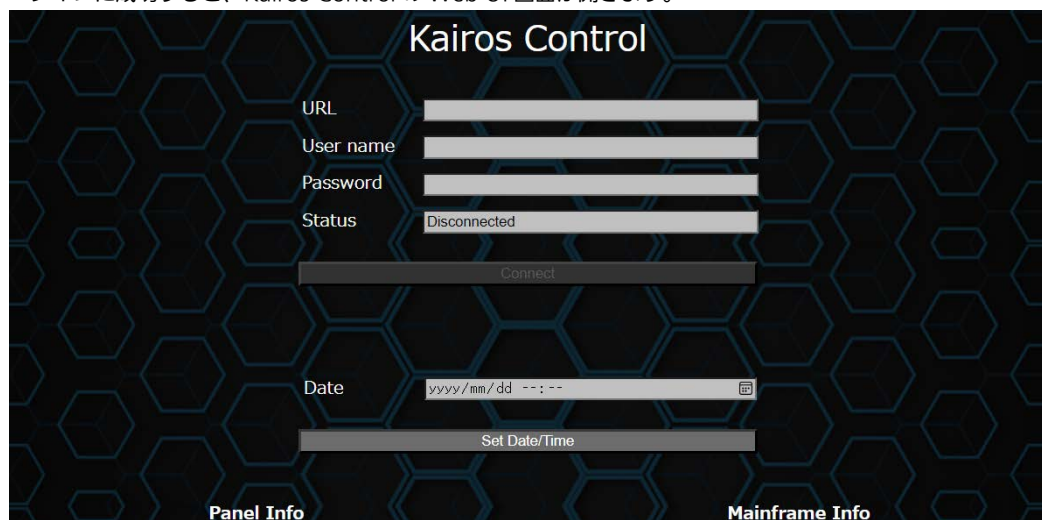 Kairos Control
URL
User name
Password
Status Disconnected
Connect
Date yyyy/mm/dd --:--
Set Date/Time
Panel Info Mainframe Info